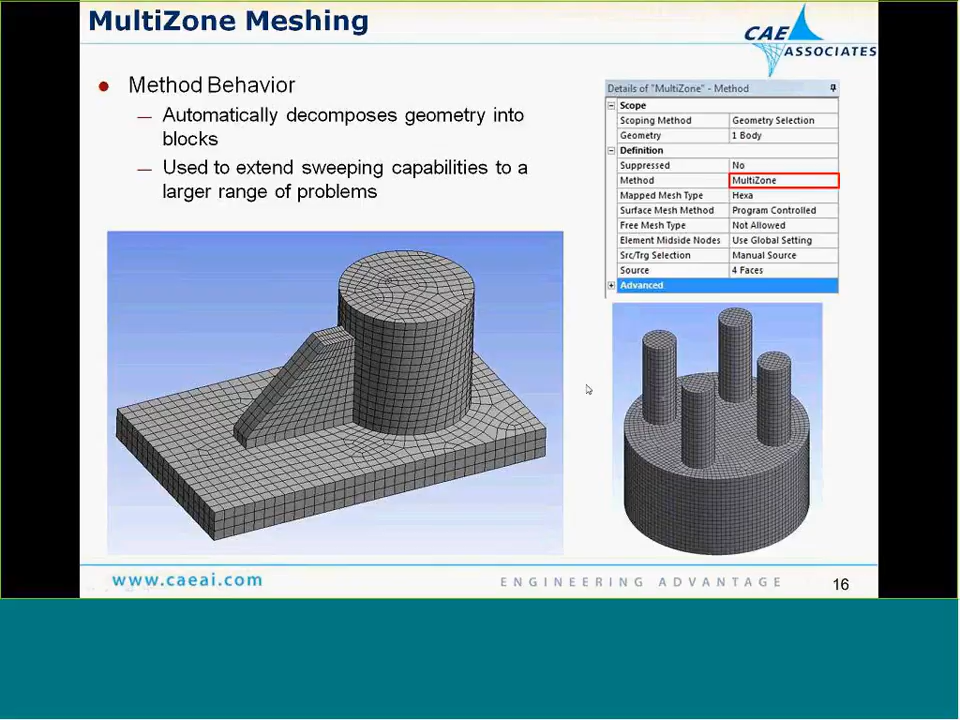 MultiZone Meshing
CAE
ASSOCIATES
● Method Behavior
— Automatically decomposes geometry into
blocks
— Used to extend sweeping capabilities to a
larger range of problems
Details of "MultiZone" - Method
Scope
Scoping Method Geometry Selection
Geometry 1 Body
Definition
Suppressed No
Method MultiZone
Mapped Mesh Type Hexa
Surface Mesh Method Program Controlled
Free Mesh Type Not Allowed
Element Midside Nodes Use Global Setting
Src/Trg Selection Manual Source
Source 4 Faces
Advanced
www.caeai.com
ENGINEERING ADVANTAGE
16